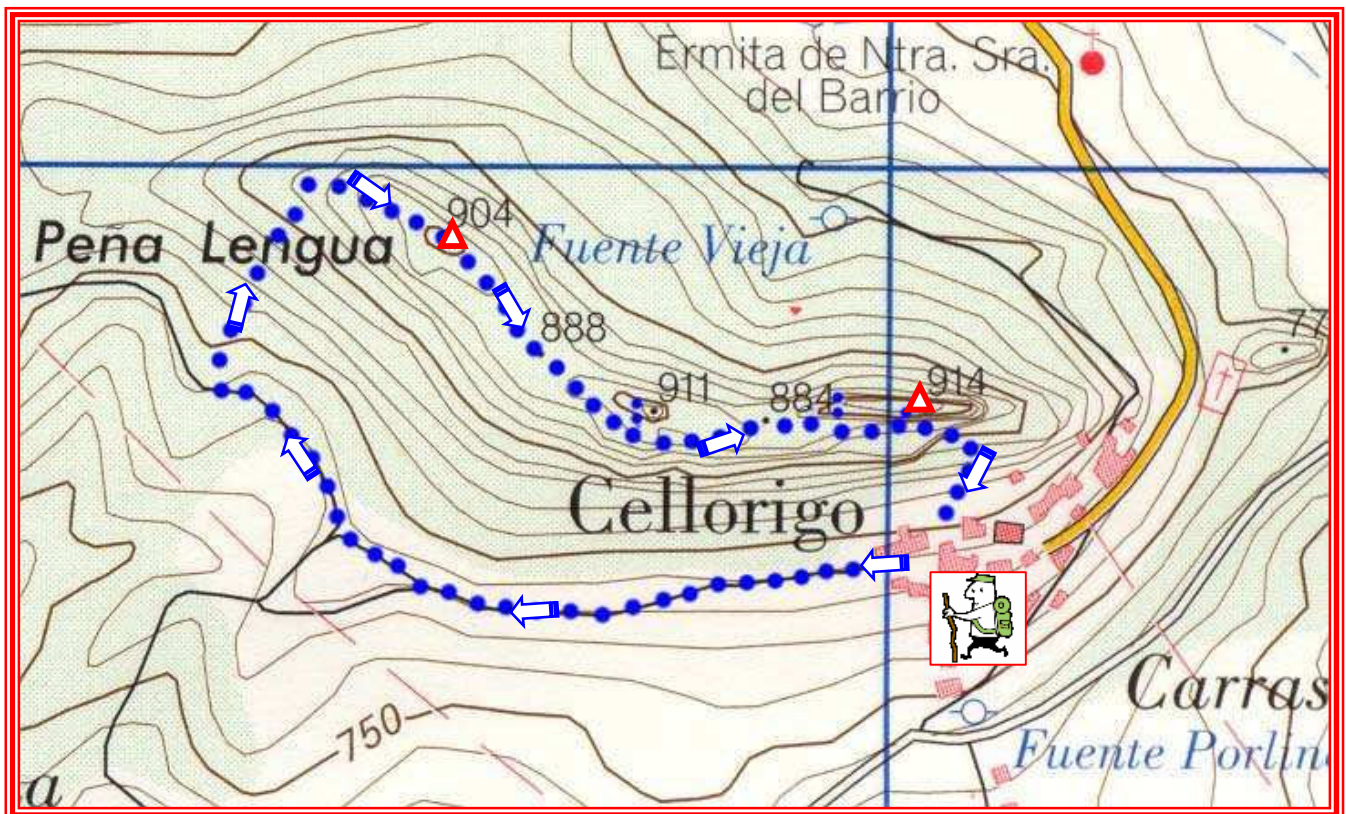 Ermita de Ntra. Sra.
del Barrio
904
Peña Lengua
Fuente Vieja
888
77
911
884
914
Cellorigo
Carras
750
Fuente Porlin
a